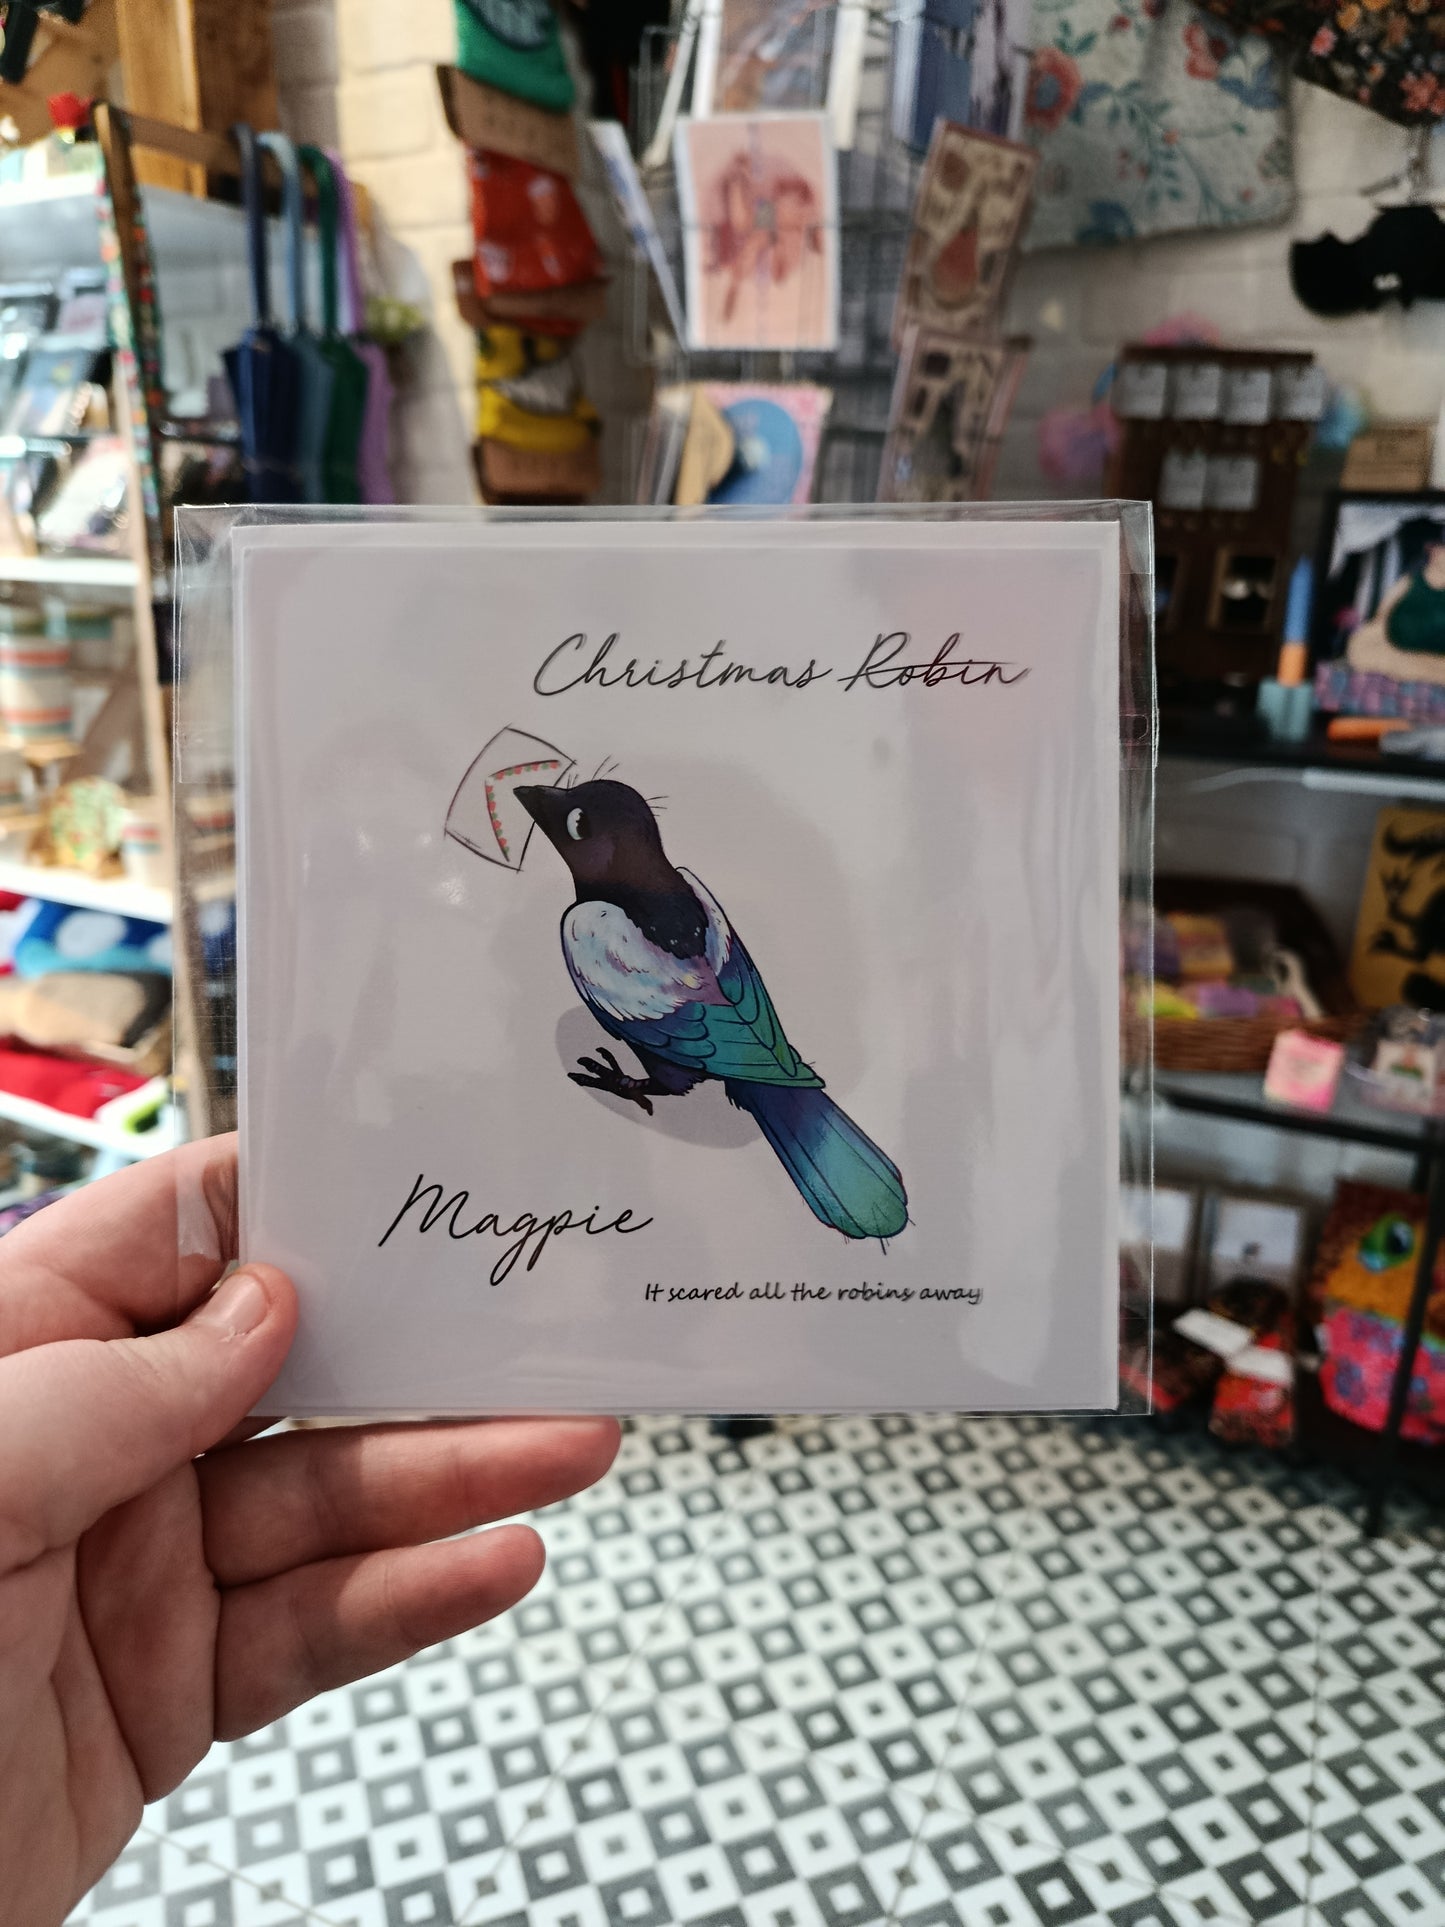 Christmas Robin
Magpie
It scared all the robins away